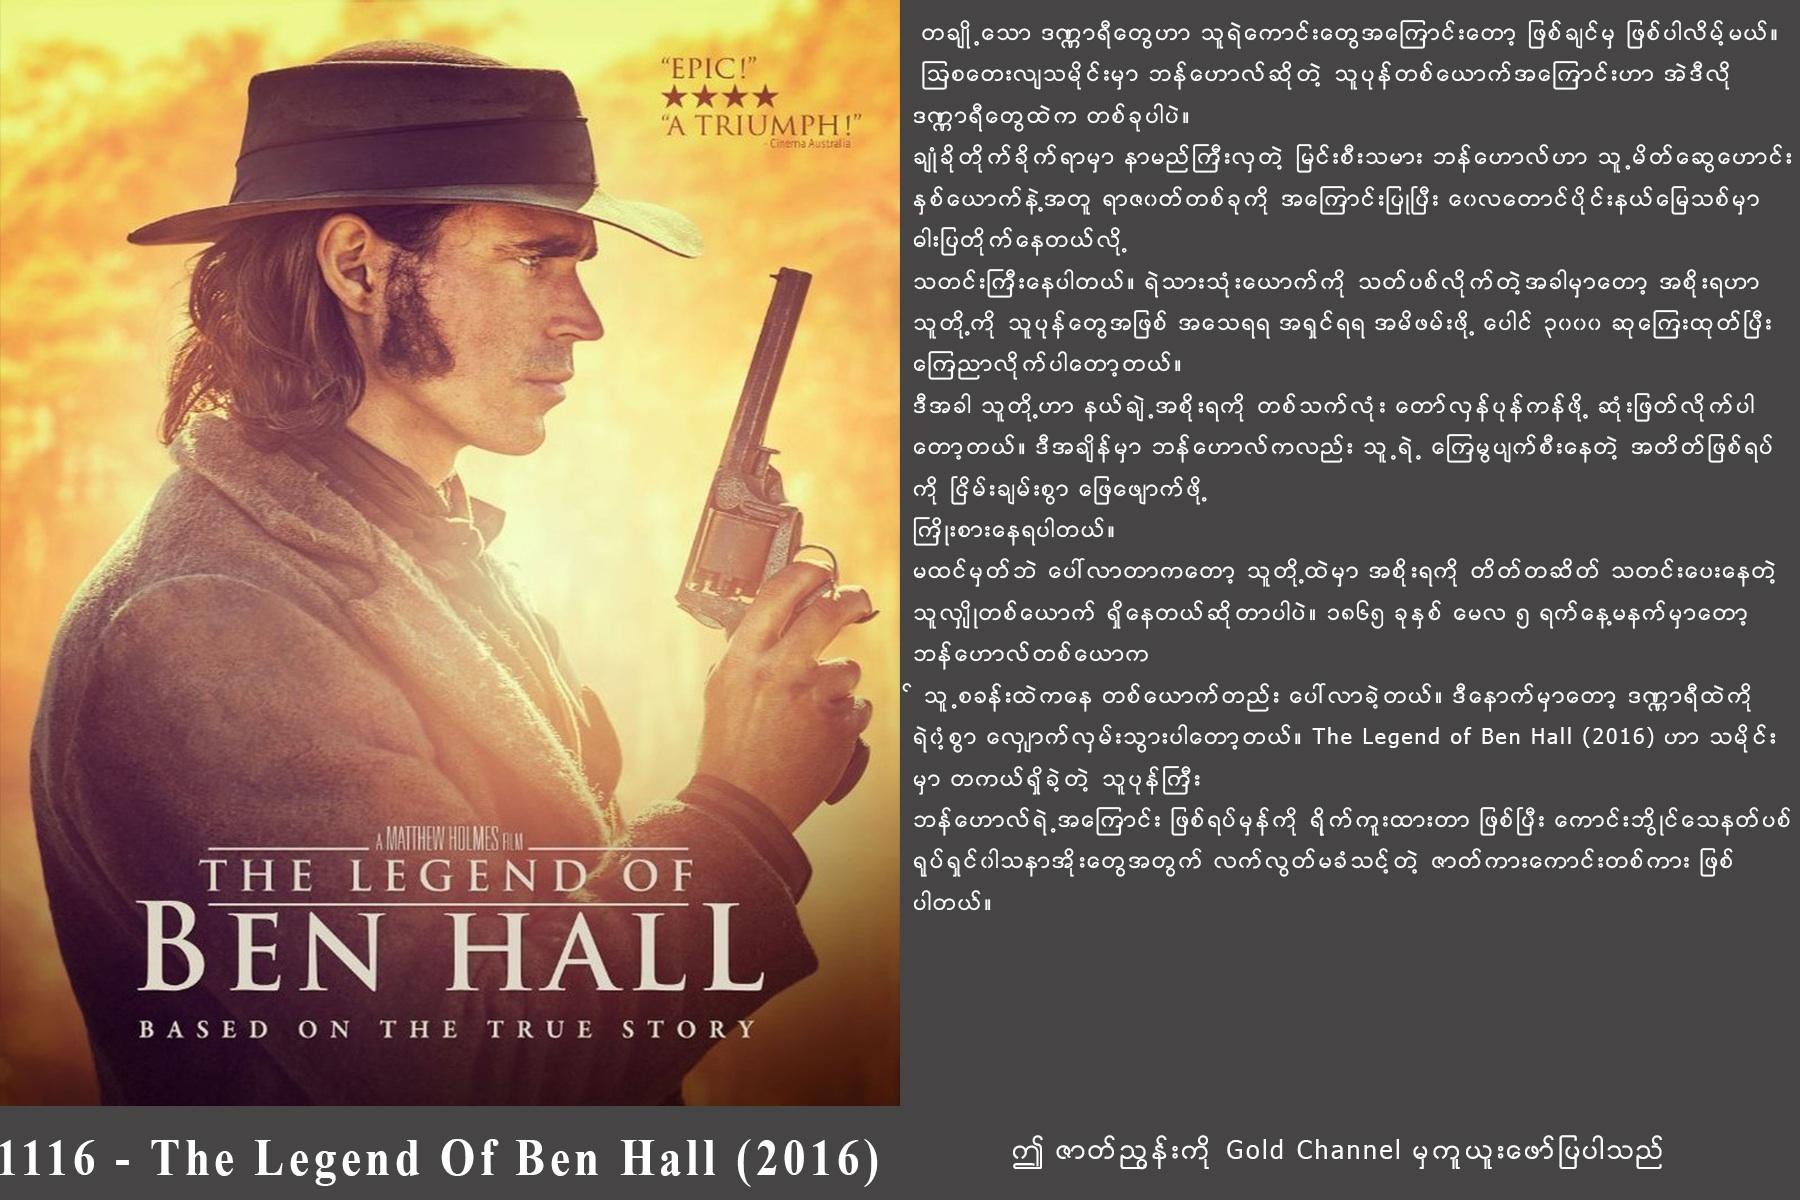 “EPIC!”
★★★★
“A TRIUMPH!”
- Cinema Australia
A MATTHEW HOLMES FILM
THE LEGEND OF
BEN HALL
BASED ON THE TRUE STORY
1116 - The Legend Of Ben Hall (2016)
တချို့သော ဒဏ္ဏာရီတွေဟာ သူရဲကောင်းတွေအကြောင်းတော့ ဖြစ်ချင်မှ ဖြစ်ပါလိမ့်မယ်။
ဩစတေးလျသမိုင်းမှာ ဘန်ဟောလ်ဆိုတဲ့ သူပုန်တစ်ယောက်အကြောင်းဟာ အဲဒီလို
ဒဏ္ဏာရီတွေထဲက တစ်ခုပါပဲ။
ချုံခိုတိုက်ခိုက်ရာမှာ နာမည်ကြီးလှတဲ့ မြင်းစီးသမား ဘန်ဟောလ်ဟာ သူ့မိတ်ဆွေဟောင်း
နှစ်ယောက်နဲ့အတူ ရာဇဝတ်တစ်ခုကို အကြောင်းပြုပြီး ဝေလတောင်ပိုင်းနယ်မြေသစ်မှာ
ဓါးပြတိုက်နေတယ်လို့
သတင်းကြီးနေပါတယ်။ ရဲသားသုံးယောက်ကို သတ်ပစ်လိုက်တဲ့အခါမှာတော့ အစိုးရဟာ
သူတို့ကို သူပုန်တွေအဖြစ် အသေရရ အရှင်ရရ အမိဖမ်းဖို့ ပေါင် ၃၀၀၀ ဆုကြေးထုတ်ပြီး
ကြေညာလိုက်ပါတော့တယ်။
ဒီအခါ သူတို့ဟာ နယ်ချဲ့အစိုးရကို တစ်သက်လုံး တော်လှန်ပုန်ကန်ဖို့ ဆုံးဖြတ်လိုက်ပါ
တော့တယ်။ ဒီအချိန်မှာ ဘန်ဟောလ်ကလည်း သူ့ရဲ့ ကြေမွပျက်စီးနေတဲ့ အတိတ်ဖြစ်ရပ်
ကို ငြိမ်းချမ်းစွာ ဖြေဖျောက်ဖို့
ကြိုးစားနေရပါတယ်။
မထင်မှတ်ဘဲ ပေါ်လာတာကတော့ သူတို့ထဲမှာ အစိုးရကို တိတ်တဆိတ် သတင်းပေးနေတဲ့
သူလျှိုတစ်ယောက် ရှိနေတယ်ဆိုတာပါပဲ။ ၁၈၆၅ ခုနှစ် မေလ ၅ ရက်နေ့မနက်မှာတော့
ဘန်ဟောလ်တစ်ယောက
် သူ့စခန်းထဲကနေ တစ်ယောက်တည်း ပေါ်လာခဲ့တယ်။ ဒီနောက်မှာတော့ ဒဏ္ဏာရီထဲကို
ရဲဝံ့စွာ လျှောက်လှမ်းသွားပါတော့တယ်။ The Legend of Ben Hall (2016) ဟာ သမိုင်း
မှာ တကယ်ရှိခဲ့တဲ့ သူပုန်ကြီး
ဘန်ဟောလ်ရဲ့အကြောင်း ဖြစ်ရပ်မှန်ကို ရိုက်ကူးထားတာ ဖြစ်ပြီး ကောင်းဘွိုင်သေနတ်ပစ်
ရုပ်ရှင်ဝါသနာအိုးတွေအတွက် လက်လွတ်မခံသင့်တဲ့ ဇာတ်ကားကောင်းတစ်ကား ဖြစ်
ပါတယ်။
ဤ ဇာတ်ညွှန်းကို Gold Channel မှကူယူးဖော်ပြပါသည်